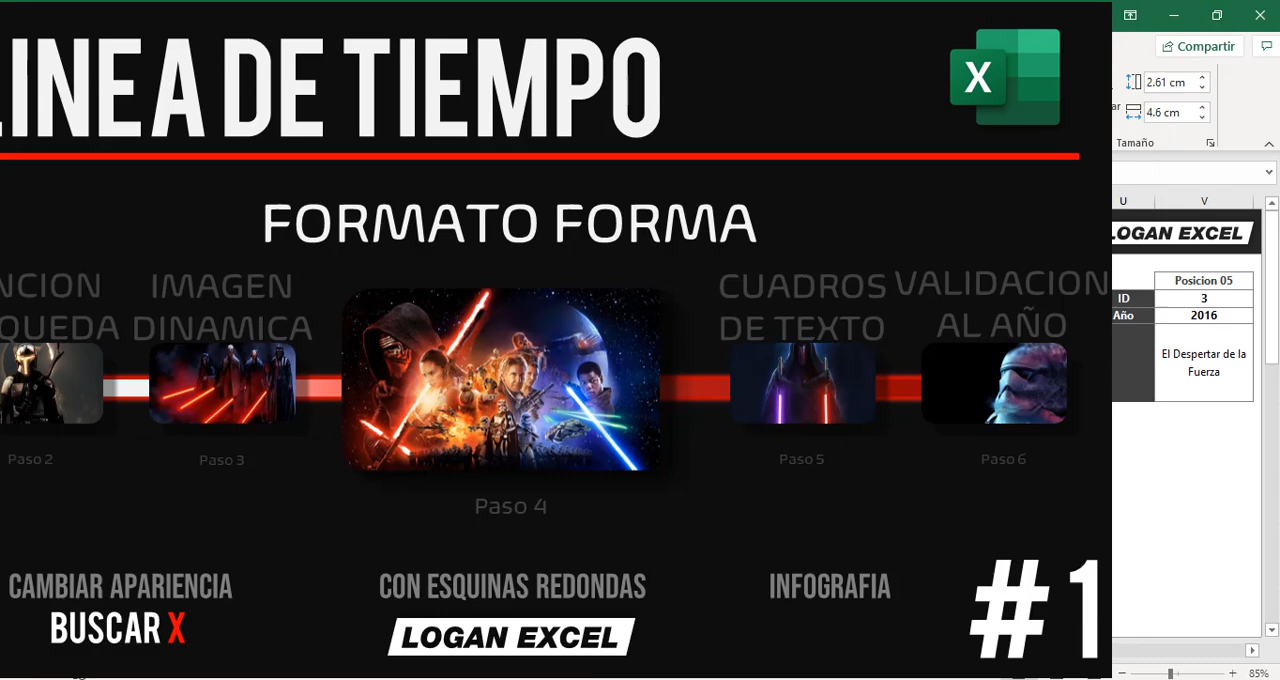 INEA DE TIEMPO
X
Compartir
2.61 cm
ar
4.6 cm
Tamaño
FORMATO FORMA
U
V
LOGAN EXCEL
NCION
QUEDA
IMAGEN
DINAMICA
CUADROS
DE TEXTO
VALIDACION
AL AÑO
Posicion 05
ID
3
Año
2016
El Despertar de la
Fuerza
Paso 2
Paso 3
Paso 4
Paso 5
Paso 6
CAMBIAR APARIENCIA
BUSCAR X
CON ESQUINAS REDONDAS
LOGAN EXCEL
INFOGRAFIA
#1
85%